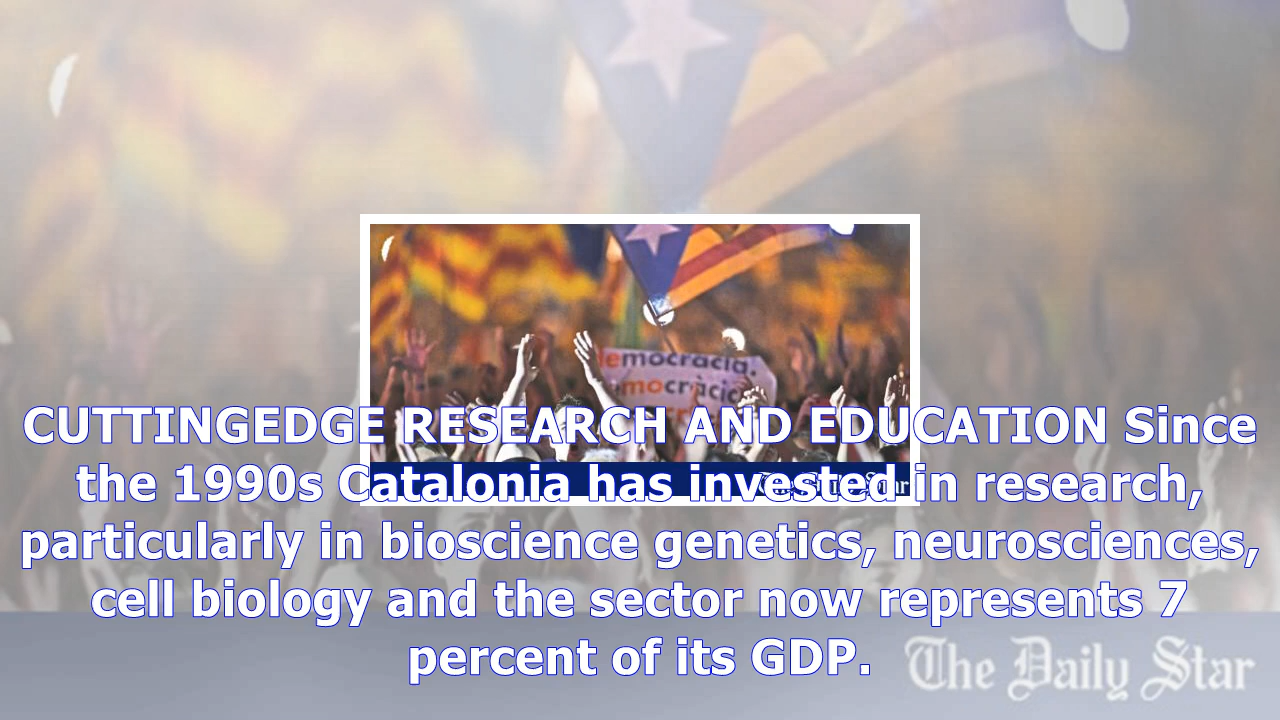 democràcia.
CUTTINGEDGE RESEARCH AND EDUCATION Since
the 1990s Catalonia has invested in research,
particularly in bioscience genetics, neurosciences,
cell biology and the sector now represents 7
percent of its GDP.
The Daily Star